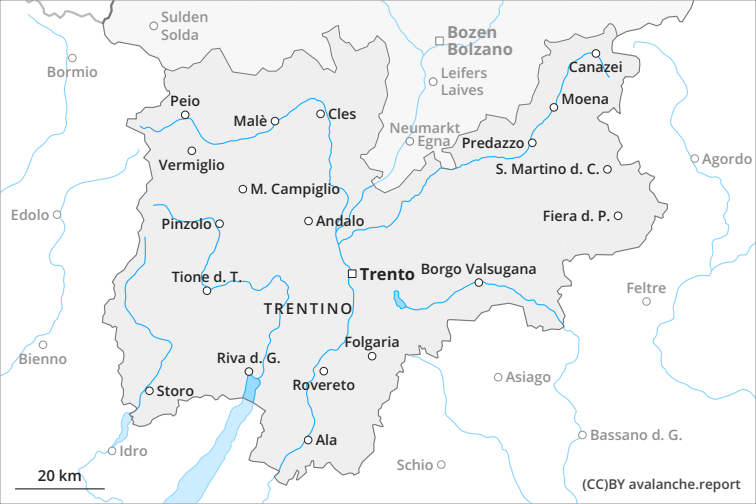 Sulden
Solda
Bozen
Bolzano
Canazei
Bormio
Leifers
Laives
Peio
Moena
Malè
Cles
Neumarkt
Egna
Predazzo
Vermiglio
Agordo
S. Martino d. C.
M. Campiglio
Edolo
Pinzolo
Andalo
Fiera d. P.
Trento
Borgo Valsugana
Tione d. T.
Feltre
TRENTINO
Folgaria
Bienno
Riva d. G.
Rovereto
Asiago
Storo
Ala
Bassano d. G.
Idro
Schio
20 km
(CC)BY avalanche.report